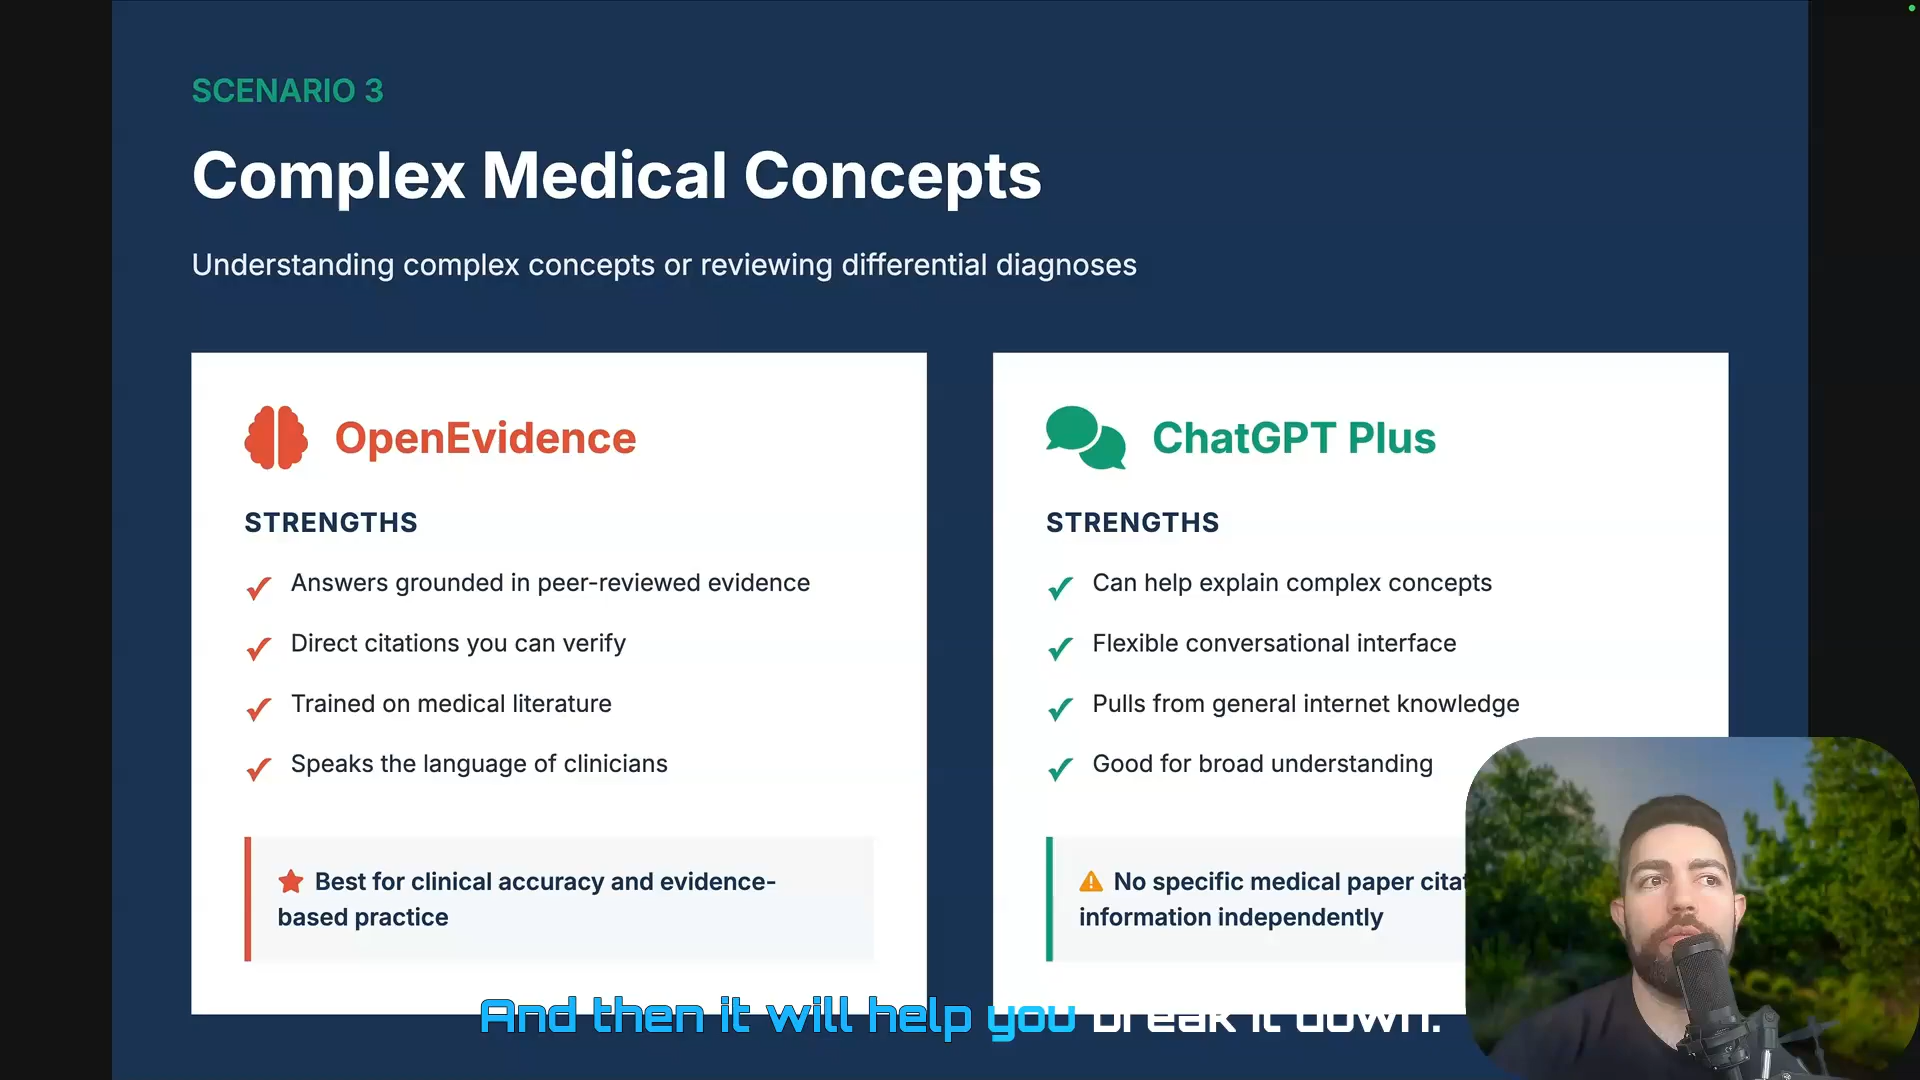 SCENARIO 3
Complex Medical Concepts
Understanding complex concepts or reviewing differential diagnoses
OpenEvidence
STRENGTHS
✓ Answers grounded in peer-reviewed evidence
✓ Direct citations you can verify
✓ Trained on medical literature
✓ Speaks the language of clinicians
Best for clinical accuracy and evidence-
based practice
ChatGPT Plus
STRENGTHS
✓ Can help explain complex concepts
✓ Flexible conversational interface
✓ Pulls from general internet knowledge
✓ Good for broad understanding
No specific medical paper
information independently
And then it will help you break it down.